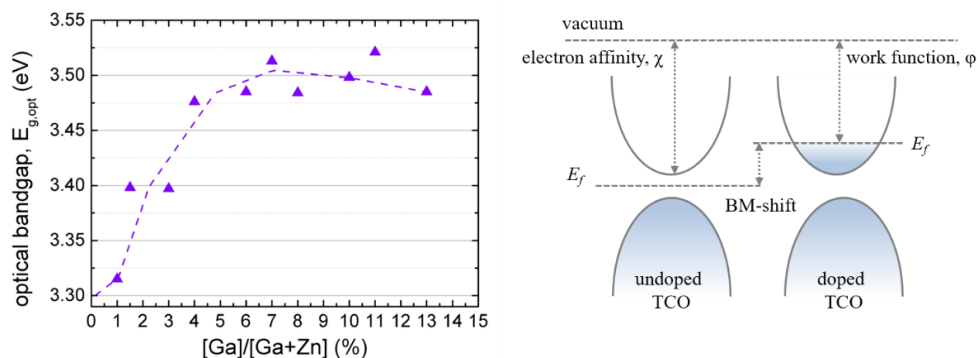 optical bandgap, E_g,opt (eV)
3.55
3.50
3.45
3.40
3.35
3.30
0 1 2 3 4 5 6 7 8 9 10 11 12 13 14 15
[Ga]/[Ga+Zn] (%)
vacuum
electron affinity, χ
work function, φ
E_f
E_f
BM-shift
undoped
TCO
doped
TCO